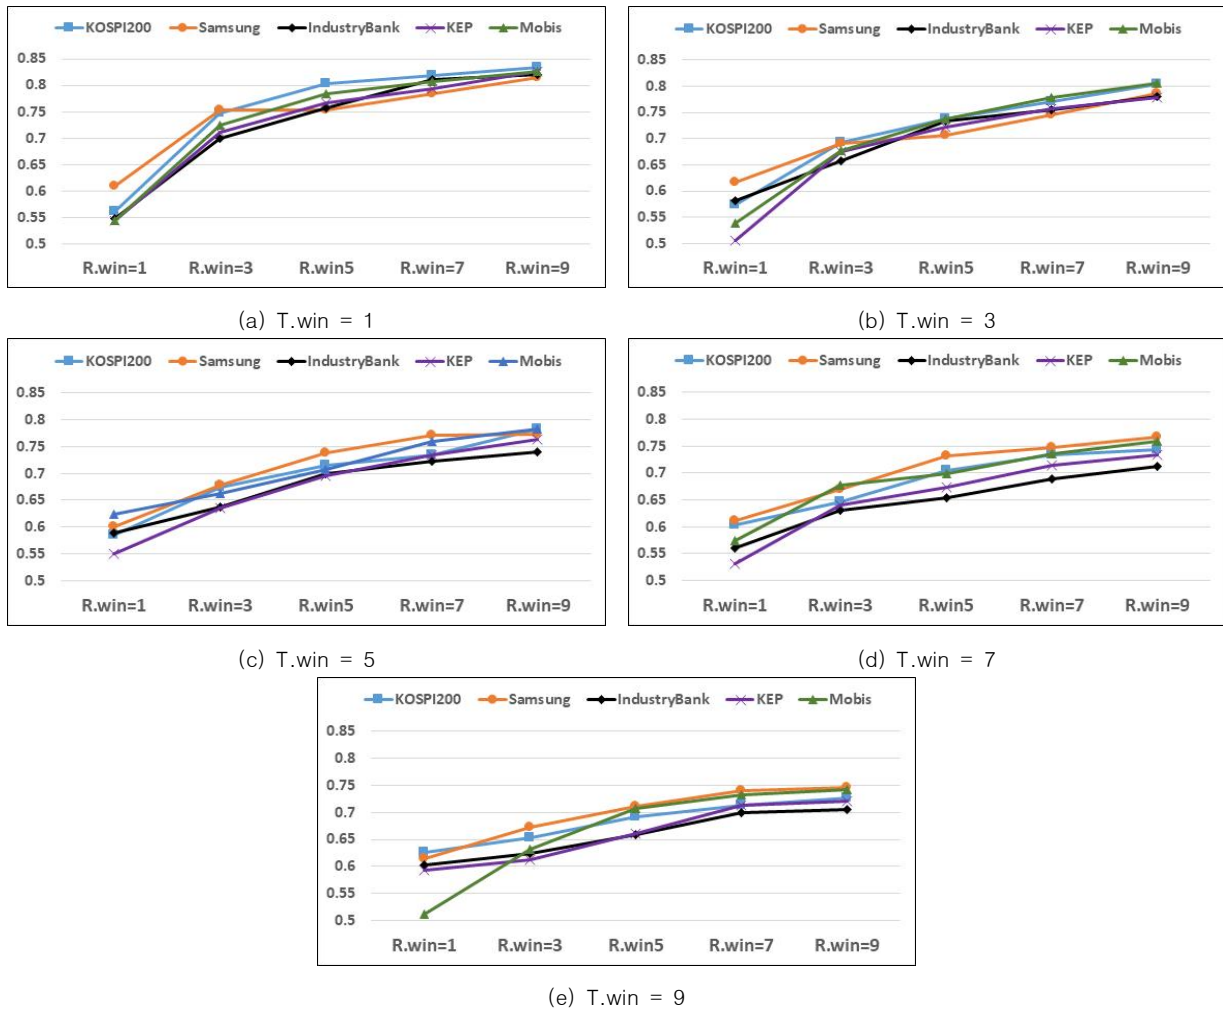 KOSPI200 Samsung IndustryBank KEP Mobis
0.85
0.8
0.75
0.7
0.65
0.6
0.55
0.5
R.win=1 R.win=3 R.win5 R.win=7 R.win=9
(a) T.win = 1
KOSPI200 Samsung IndustryBank KEP Mobis
0.85
0.8
0.75
0.7
0.65
0.6
0.55
0.5
R.win=1 R.win=3 R.win5 R.win=7 R.win=9
(b) T.win = 3
KOSPI200 Samsung IndustryBank KEP Mobis
0.85
0.8
0.75
0.7
0.65
0.6
0.55
0.5
R.win=1 R.win=3 R.win5 R.win=7 R.win=9
(c) T.win = 5
KOSPI200 Samsung IndustryBank KEP Mobis
0.85
0.8
0.75
0.7
0.65
0.6
0.55
0.5
R.win=1 R.win=3 R.win5 R.win=7 R.win=9
(d) T.win = 7
KOSPI200 Samsung IndustryBank KEP Mobis
0.85
0.8
0.75
0.7
0.65
0.6
0.55
0.5
R.win=1 R.win=3 R.win5 R.win=7 R.win=9
(e) T.win = 9